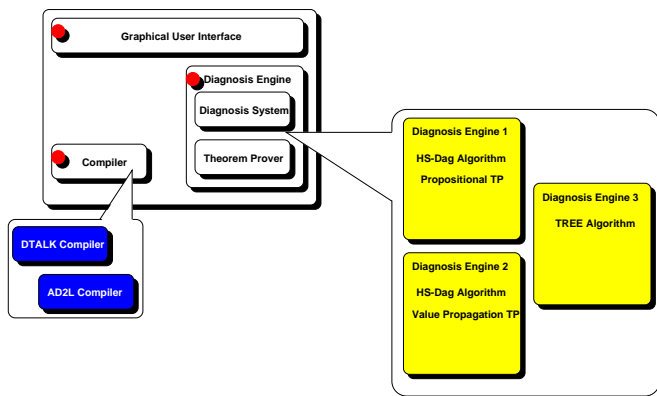 Graphical User Interface
Diagnosis Engine
Diagnosis System
Theorem Prover
Compiler
DTALK Compiler
AD2L Compiler
Diagnosis Engine 1
HS-Dag Algorithm
Propositional TP
Diagnosis Engine 2
HS-Dag Algorithm
Value Propagation TP
Diagnosis Engine 3
TREE Algorithm